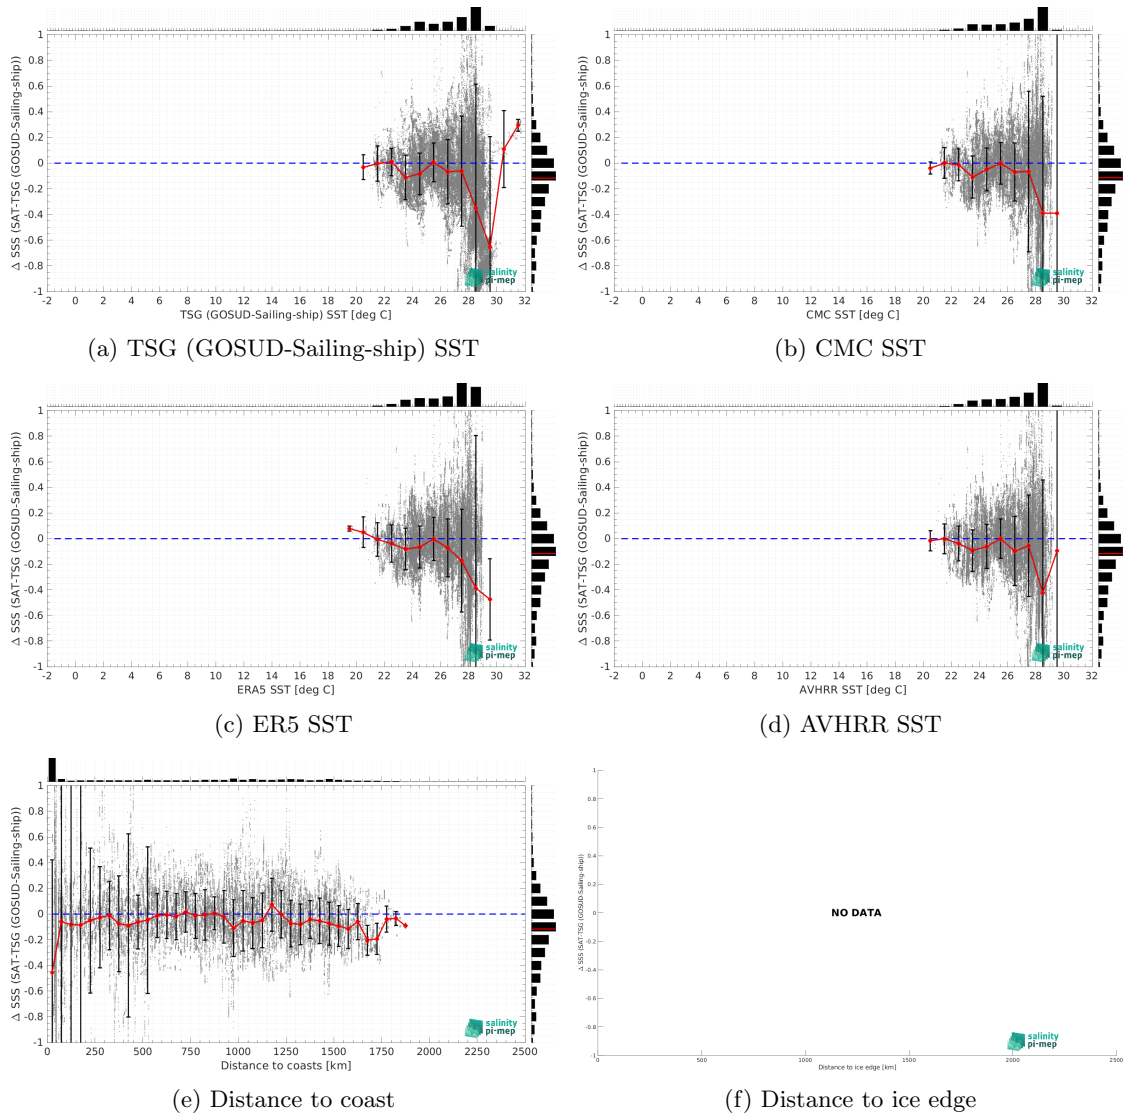 1
0.8
0.6
0.4
0.2
0
-0.2
-0.4
-0.6
-0.8
-1
Δ SSS (SAT-TSG (GOSUD-Sailing-ship))
-2 0 2 4 6 8 10 12 14 16 18 20 22 24 26 28 30 32
TSG (GOSUD-Sailing-ship) SST [deg C]
salinity
pi-mep
(a) TSG (GOSUD-Sailing-ship) SST
1
0.8
0.6
0.4
0.2
0
-0.2
-0.4
-0.6
-0.8
-1
Δ SSS (SAT-TSG (GOSUD-Sailing-ship))
-2 0 2 4 6 8 10 12 14 16 18 20 22 24 26 28 30 32
CMC SST [deg C]
salinity
pi-mep
(b) CMC SST
1
0.8
0.6
0.4
0.2
0
-0.2
-0.4
-0.6
-0.8
-1
Δ SSS (SAT-TSG (GOSUD-Sailing-ship))
-2 0 2 4 6 8 10 12 14 16 18 20 22 24 26 28 30 32
ERA5 SST [deg C]
salinity
pi-mep
(c) ER5 SST
1
0.8
0.6
0.4
0.2
0
-0.2
-0.4
-0.6
-0.8
-1
Δ SSS (SAT-TSG (GOSUD-Sailing-ship))
-2 0 2 4 6 8 10 12 14 16 18 20 22 24 26 28 30 32
AVHRR SST [deg C]
salinity
pi-mep
(d) AVHRR SST
1
0.8
0.6
0.4
0.2
0
-0.2
-0.4
-0.6
-0.8
-1
Δ SSS (SAT-TSG (GOSUD-Sailing-ship))
0 250 500 750 1000 1250 1500 1750 2000 2250 2500
Distance to coasts [km]
salinity
pi-mep
(e) Distance to coast
1
0.8
0.6
0.4
0.2
0
-0.2
-0.4
-0.6
-0.8
-1
Δ SSS (SAT-TSG (GOSUD-Sailing-ship))
NO DATA
0 500 1000 1500 2000 2500
Distance to ice edge [km]
salinity
pi-mep
(f) Distance to ice edge